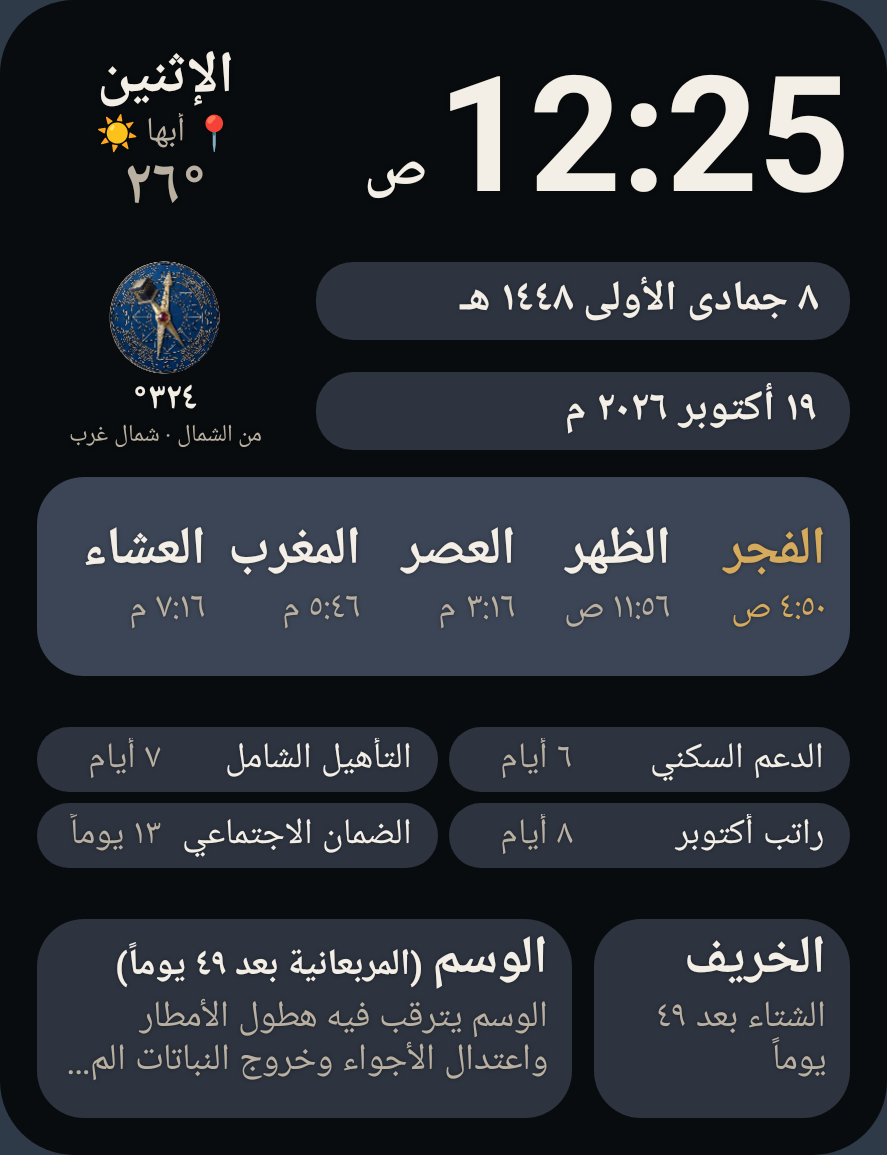 12:25 ص
الإثنين
📍 أبها ☀️
٢٦°
٨ جمادى الأولى ١٤٤٨ هـ
١٩ أكتوبر ٢٠٢٦ م
٣٢٤°
من الشمال · شمال غرب
الفجر الظهر العصر المغرب العشاء
٤:٥٠ ص ١١:٥٦ ص ٣:١٦ م ٥:٤٦ م ٧:١٦ م
الدعم السكني ٦ أيام
التأهيل الشامل ٧ أيام
راتب أكتوبر ٨ أيام
الضمان الاجتماعي ١٣ يوماً
الخريف
الشتاء بعد ٤٩
يوماً
الوسم (المربعانية بعد ٤٩ يوماً)
الوسم يترقب فيه هطول الأمطار
واعتدال الأجواء وخروج النباتات الم...